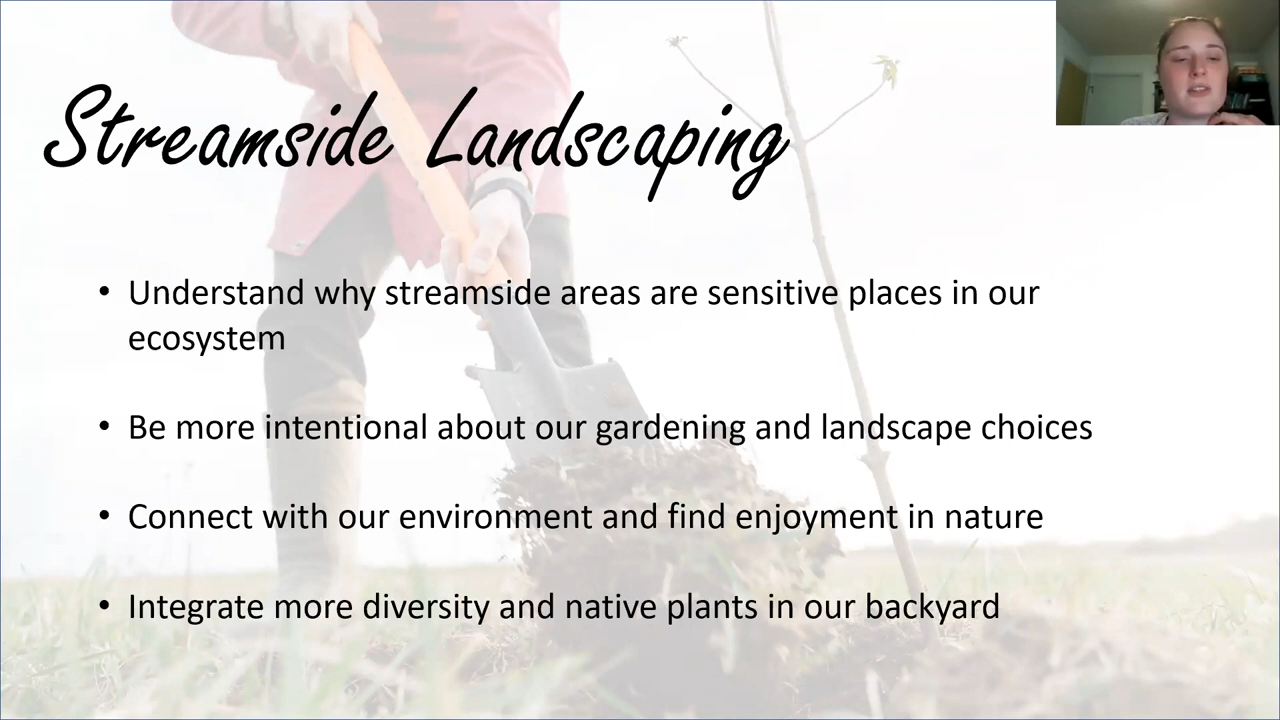 Streamside Landscaping
• Understand why streamside areas are sensitive places in our
ecosystem
• Be more intentional about our gardening and landscape choices
• Connect with our environment and find enjoyment in nature
• Integrate more diversity and native plants in our backyard